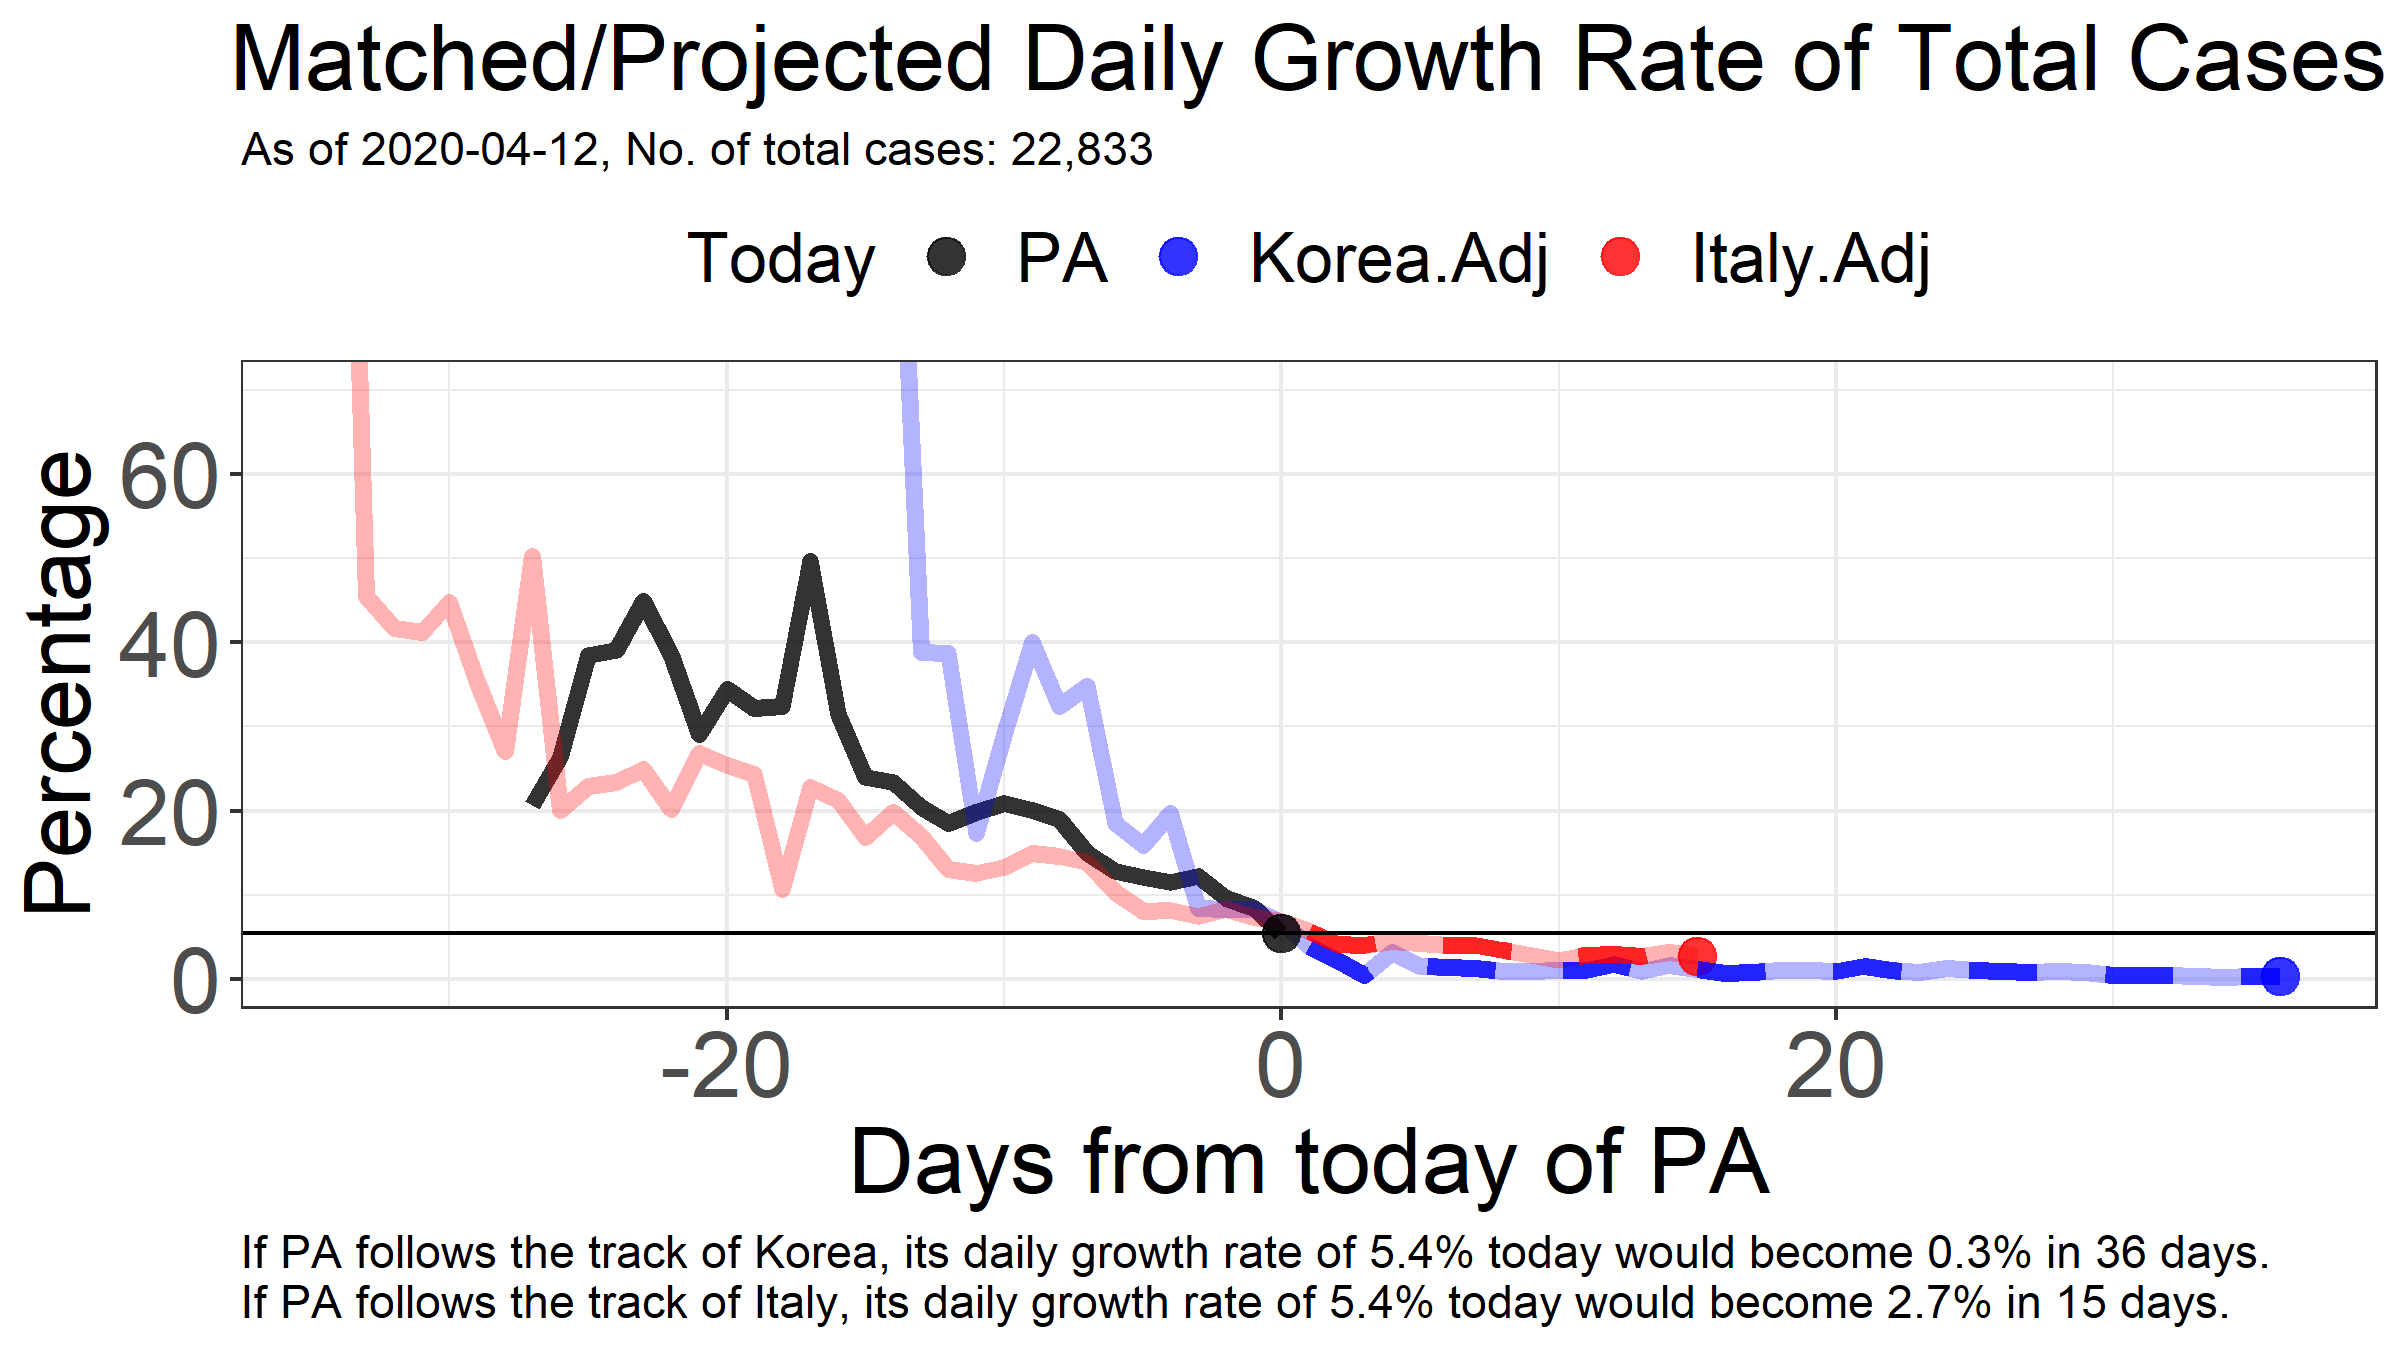 Matched/Projected Daily Growth Rate of Total Cases
As of 2020-04-12, No. of total cases: 22,833
Today PA Korea.Adj Italy.Adj
Percentage
60
40
20
0
-20 0 20
Days from today of PA
If PA follows the track of Korea, its daily growth rate of 5.4% today would become 0.3% in 36 days.
If PA follows the track of Italy, its daily growth rate of 5.4% today would become 2.7% in 15 days.